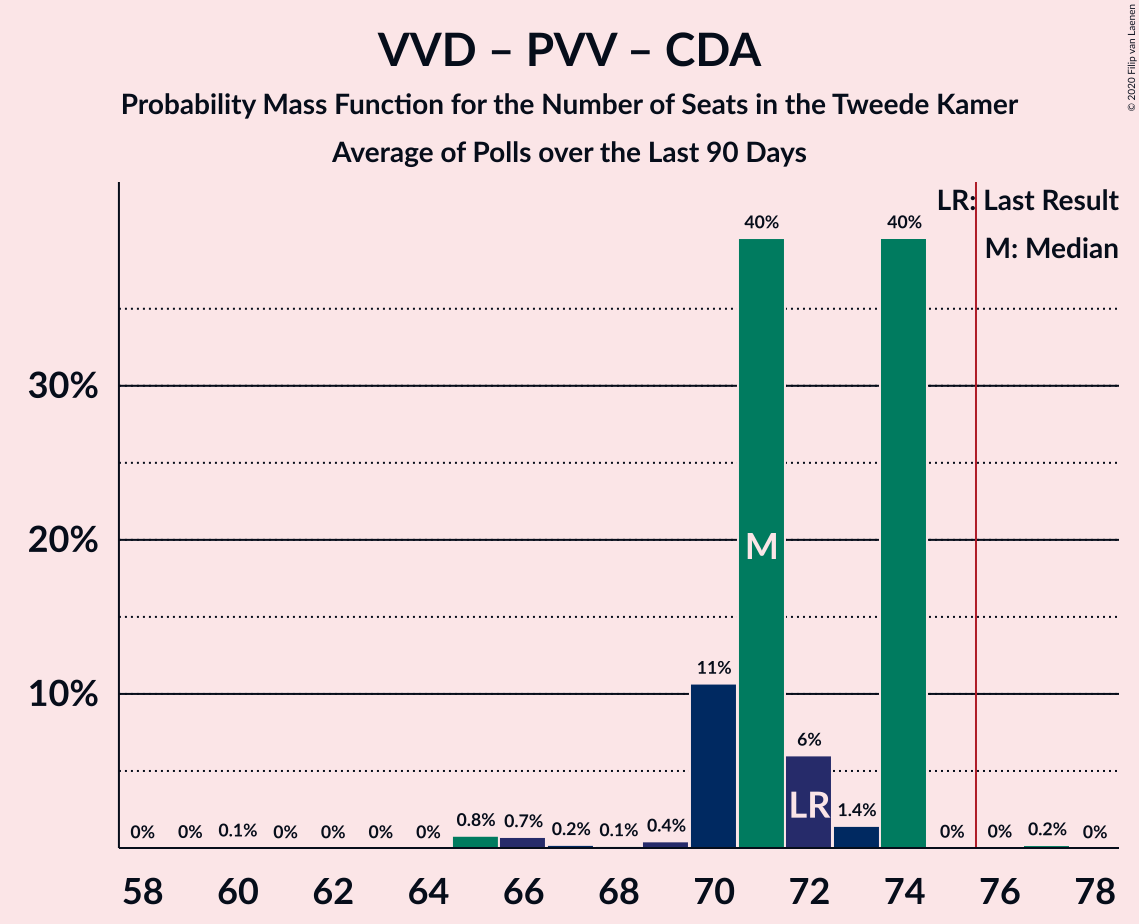 VVD – PVV – CDA
Probability Mass Function for the Number of Seats in the Tweede Kamer
Average of Polls over the Last 90 Days
© 2020 Filip van Laenen
LR: Last Result
M: Median
30%
20%
10%
0% 0% 0.1% 0% 0% 0% 0% 0.8% 0.7% 0.2% 0.1% 0.4% 11% 40% 6% 1.4% 40% 0% 0% 0.2% 0%
M
LR
58 60 62 64 66 68 70 72 74 76 78